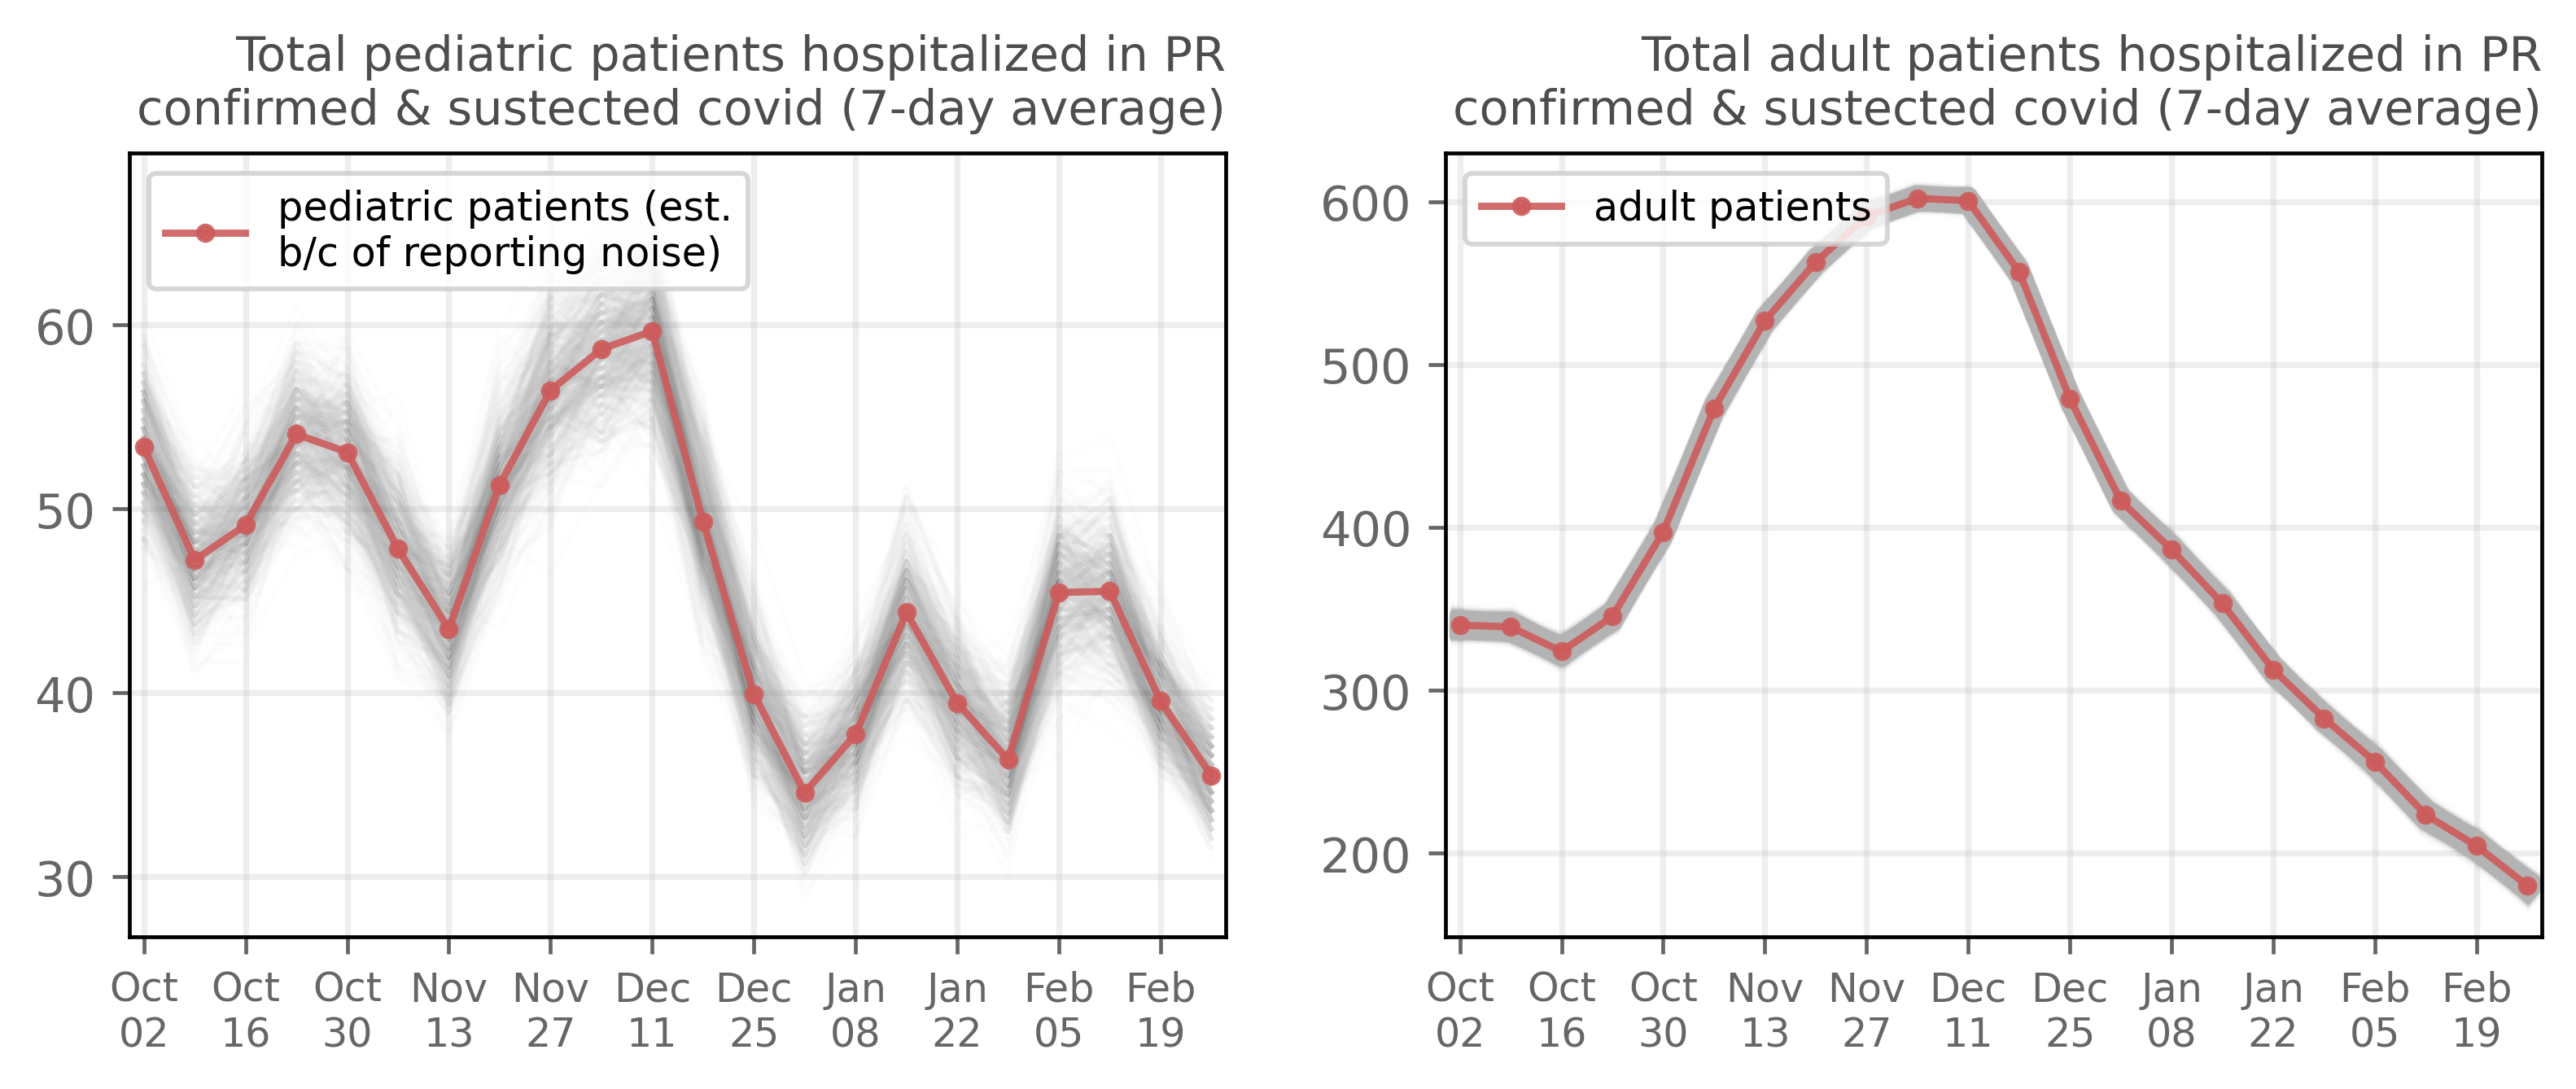 Total pediatric patients hospitalized in PR
confirmed & sustected covid (7-day average)
pediatric patients (est.
b/c of reporting noise)
60
50
40
30
Oct Oct Oct Nov Nov Dec Dec Jan Jan Feb Feb
02 16 30 13 27 11 25 08 22 05 19
Total adult patients hospitalized in PR
confirmed & sustected covid (7-day average)
adult patients
600
500
400
300
200
Oct Oct Oct Nov Nov Dec Dec Jan Jan Feb Feb
02 16 30 13 27 11 25 08 22 05 19